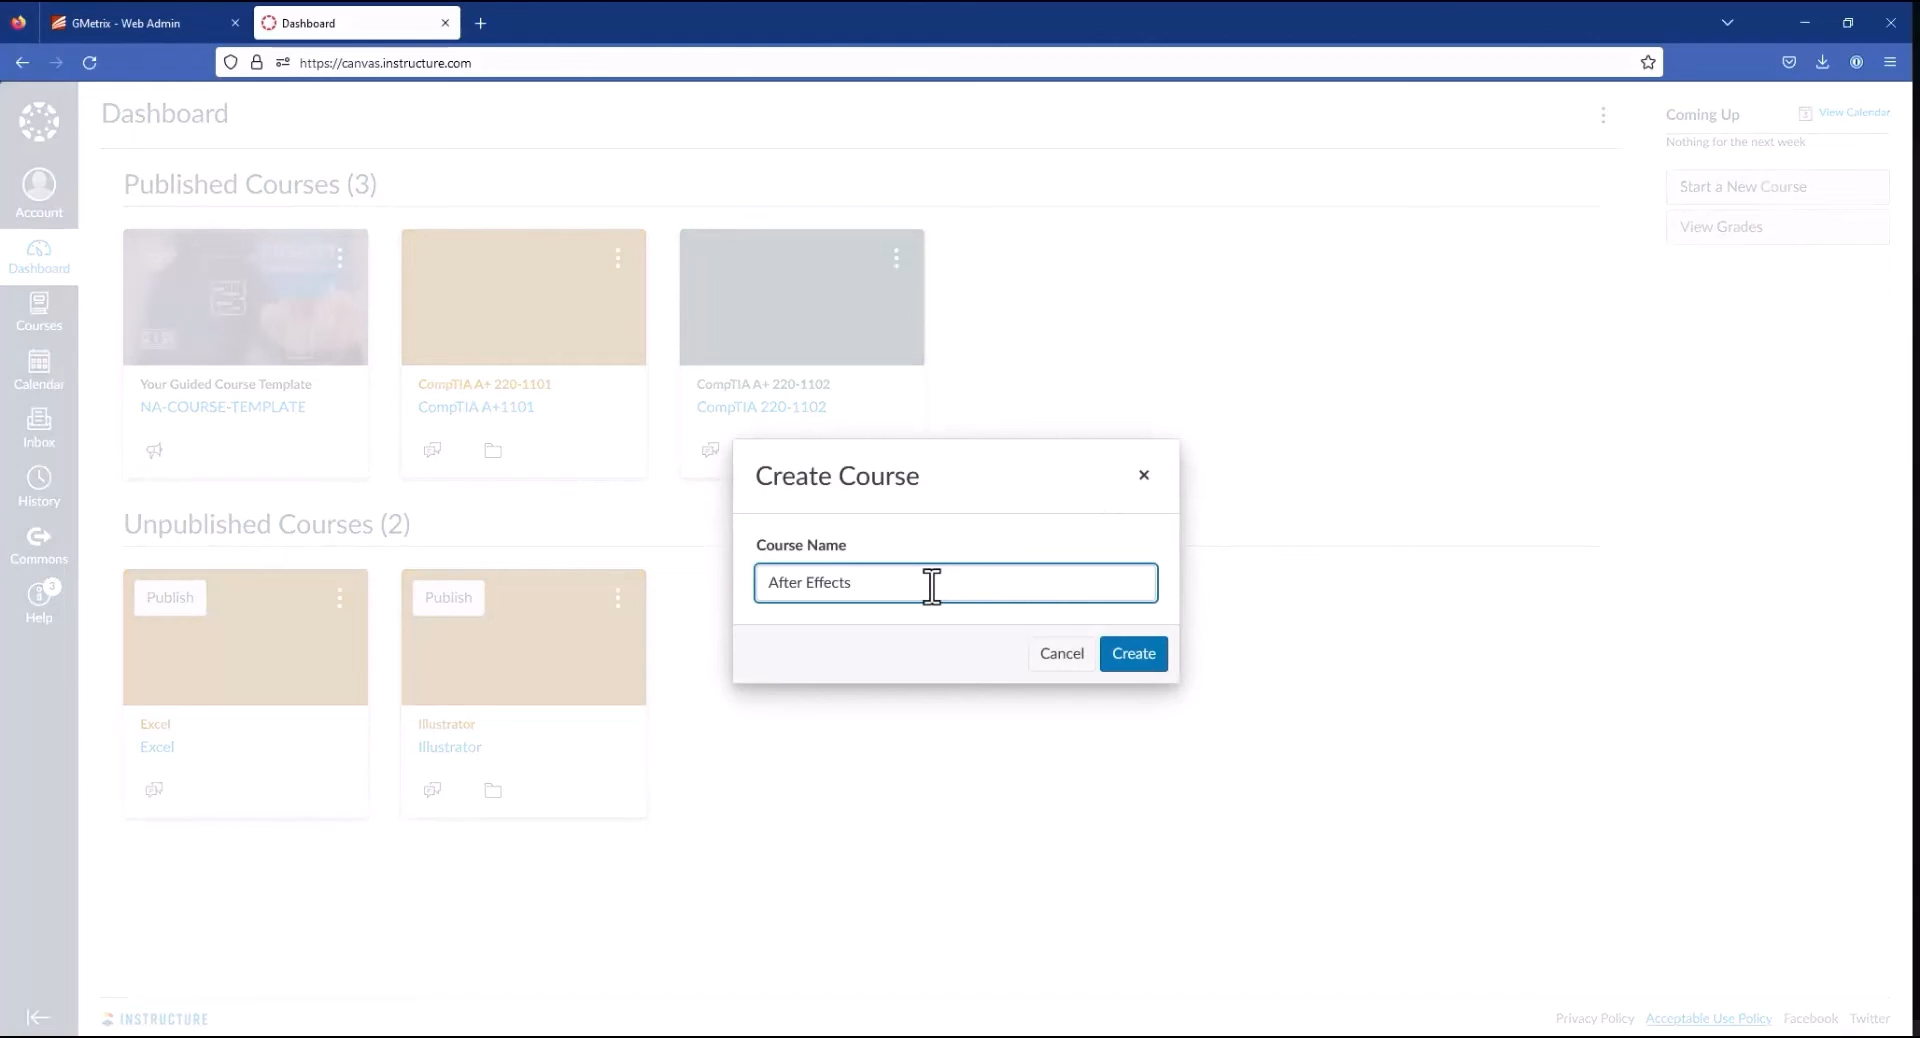 GMetrix - Web Admin
Dashboard
https://canvas.instructure.com
Dashboard
Coming Up
View Calendar
Nothing for the next week
Start a New Course
View Grades
Account
Dashboard
Courses
Calendar
Inbox
History
Commons
3
Help
Published Courses (3)
Your Guided Course Template
NA-COURSE-TEMPLATE
CompTIA A+ 220-1101
CompTIA A+1101
CompTIA A+ 220-1102
CompTIA 220-1102
Create Course
Course Name
After Effects
Cancel
Create
Unpublished Courses (2)
Publish
Publish
Excel
Excel
Illustrator
Illustrator
INSTRUCTURE
Privacy Policy Acceptable Use Policy Facebook Twitter